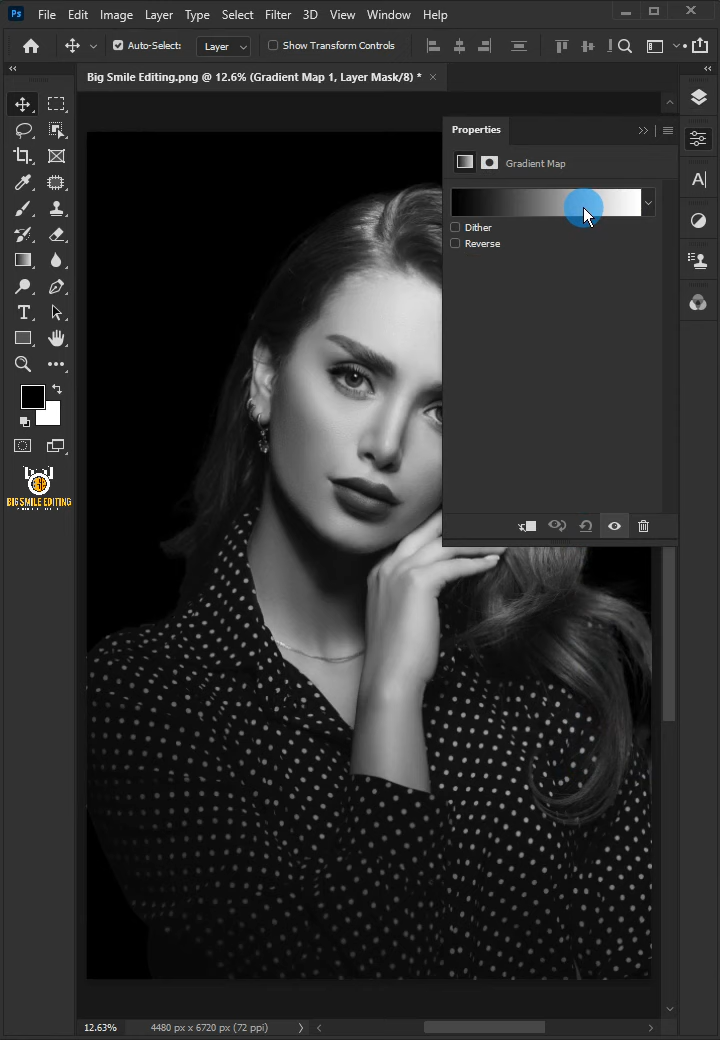 Ps File Edit Image Layer Type Select Filter 3D View Window Help
Auto-Select: Layer Show Transform Controls
Big Smile Editing.png @ 12.6% (Gradient Map 1, Layer Mask/8) *
Properties
Gradient Map
Dither
Reverse
BIG SMILE EDITING
12.63% 4480 px x 6720 px (72 ppi)